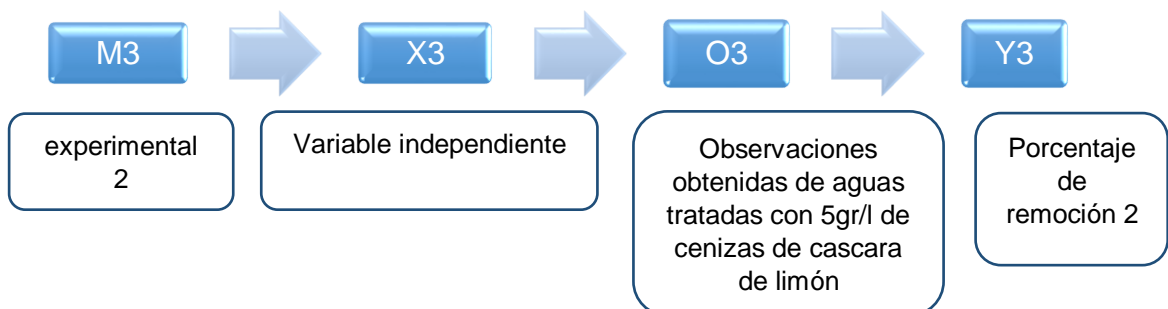 M3
X3
O3
Y3
experimental
2
Variable independiente
Observaciones
obtenidas de aguas
tratadas con 5gr/l de
cenizas de cascara
de limón
Porcentaje
de
remoción 2